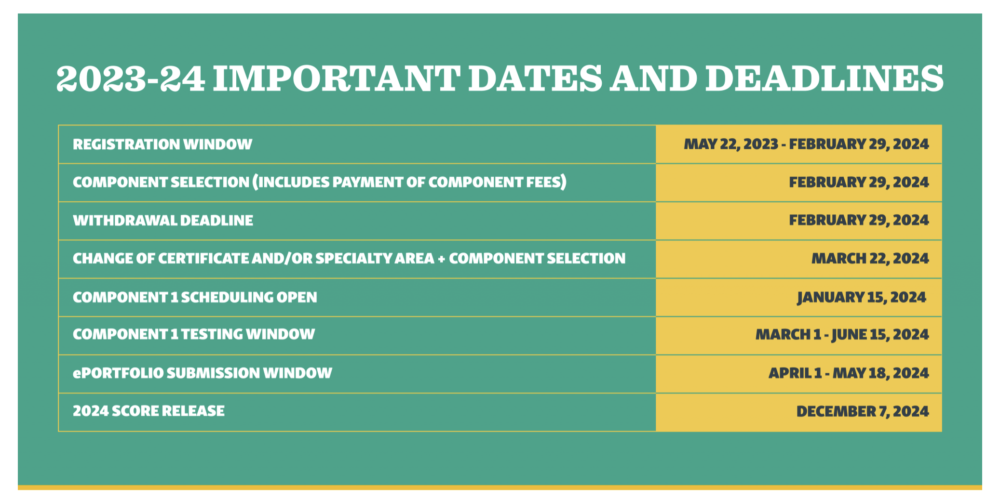 2023-24 IMPORTANT DATES AND DEADLINES
REGISTRATION WINDOW MAY 22, 2023 - FEBRUARY 29, 2024
COMPONENT SELECTION (INCLUDES PAYMENT OF COMPONENT FEES) FEBRUARY 29, 2024
WITHDRAWAL DEADLINE FEBRUARY 29, 2024
CHANGE OF CERTIFICATE AND/OR SPECIALTY AREA + COMPONENT SELECTION MARCH 22, 2024
COMPONENT 1 SCHEDULING OPEN JANUARY 15, 2024
COMPONENT 1 TESTING WINDOW MARCH 1 - JUNE 15, 2024
ePORTFOLIO SUBMISSION WINDOW APRIL 1 - MAY 18, 2024
2024 SCORE RELEASE DECEMBER 7, 2024